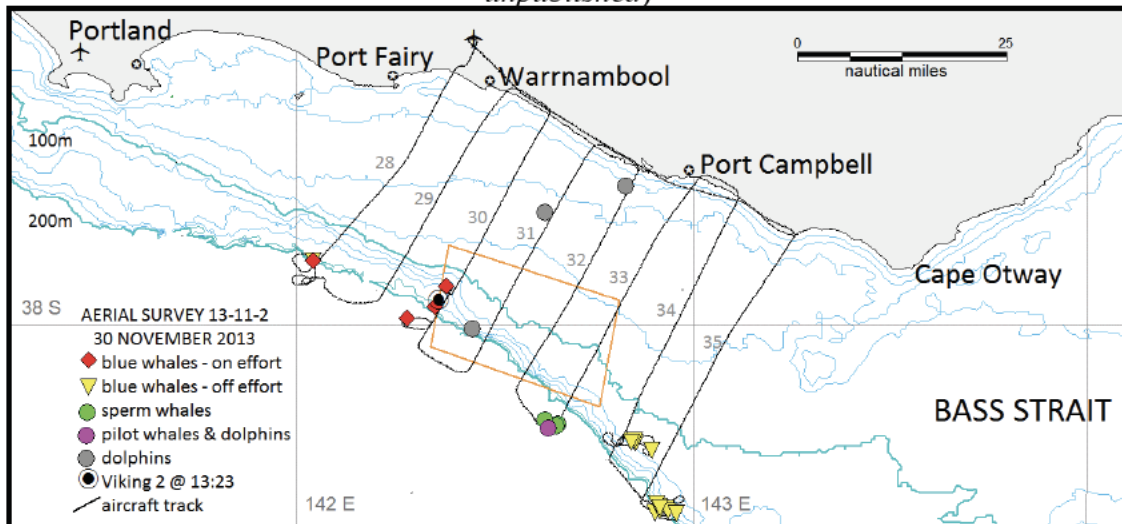 Portland
Port Fairy
Warrnambool
0 25
nautical miles
100m
28
Port Campbell
29
200m
30
31
32
Cape Otway
33
38 S
34
35
AERIAL SURVEY 13-11-2
30 NOVEMBER 2013
blue whales - on effort
blue whales - off effort
sperm whales
pilot whales & dolphins
dolphins
Viking 2 @ 13:23
aircraft track
BASS STRAIT
142 E
143 E